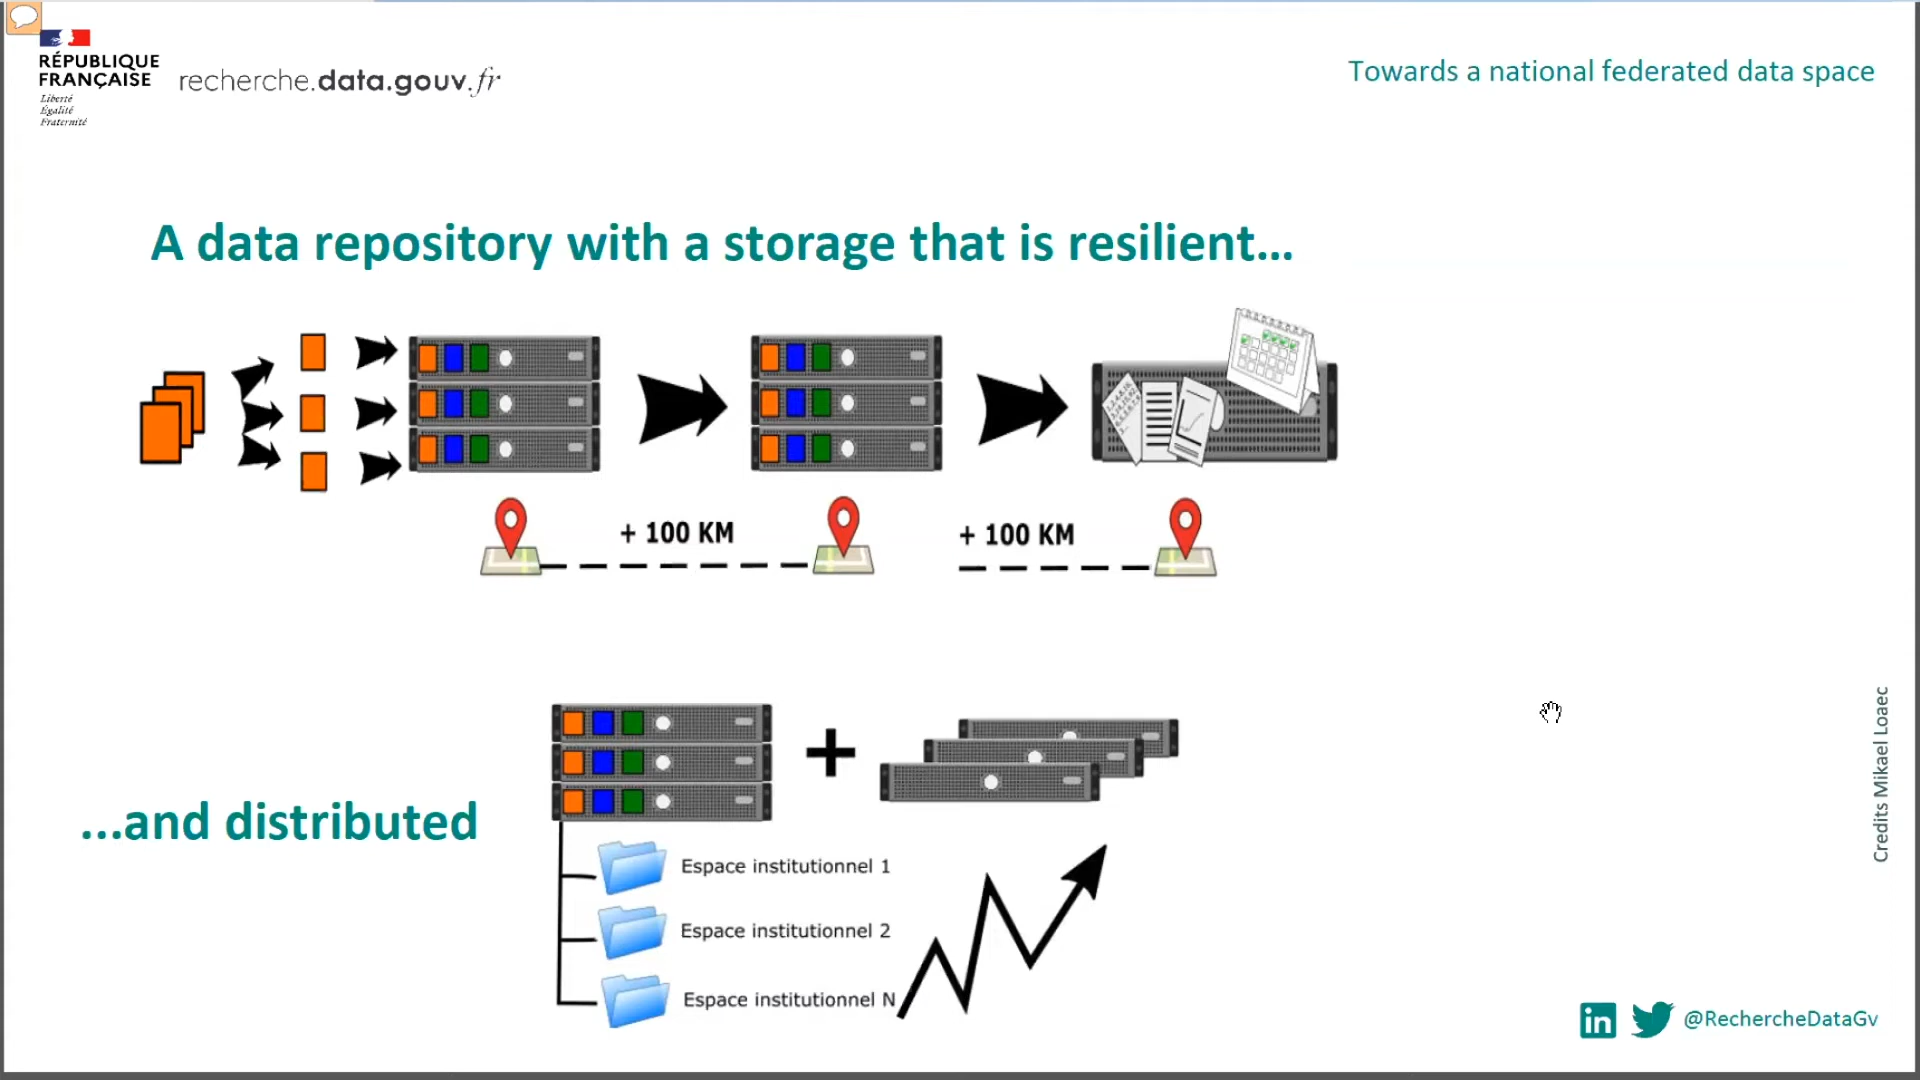 RÉPUBLIQUE
FRANÇAISE
Liberté
Égalité
Fraternité
recherche.data.gouv.fr
Towards a national federated data space
A data repository with a storage that is resilient...
+ 100 KM
+ 100 KM
...and distributed
Espace institutionnel 1
Espace institutionnel 2
Espace institutionnel N
Credits Mikael Loaec
in
@RechercheDataGv